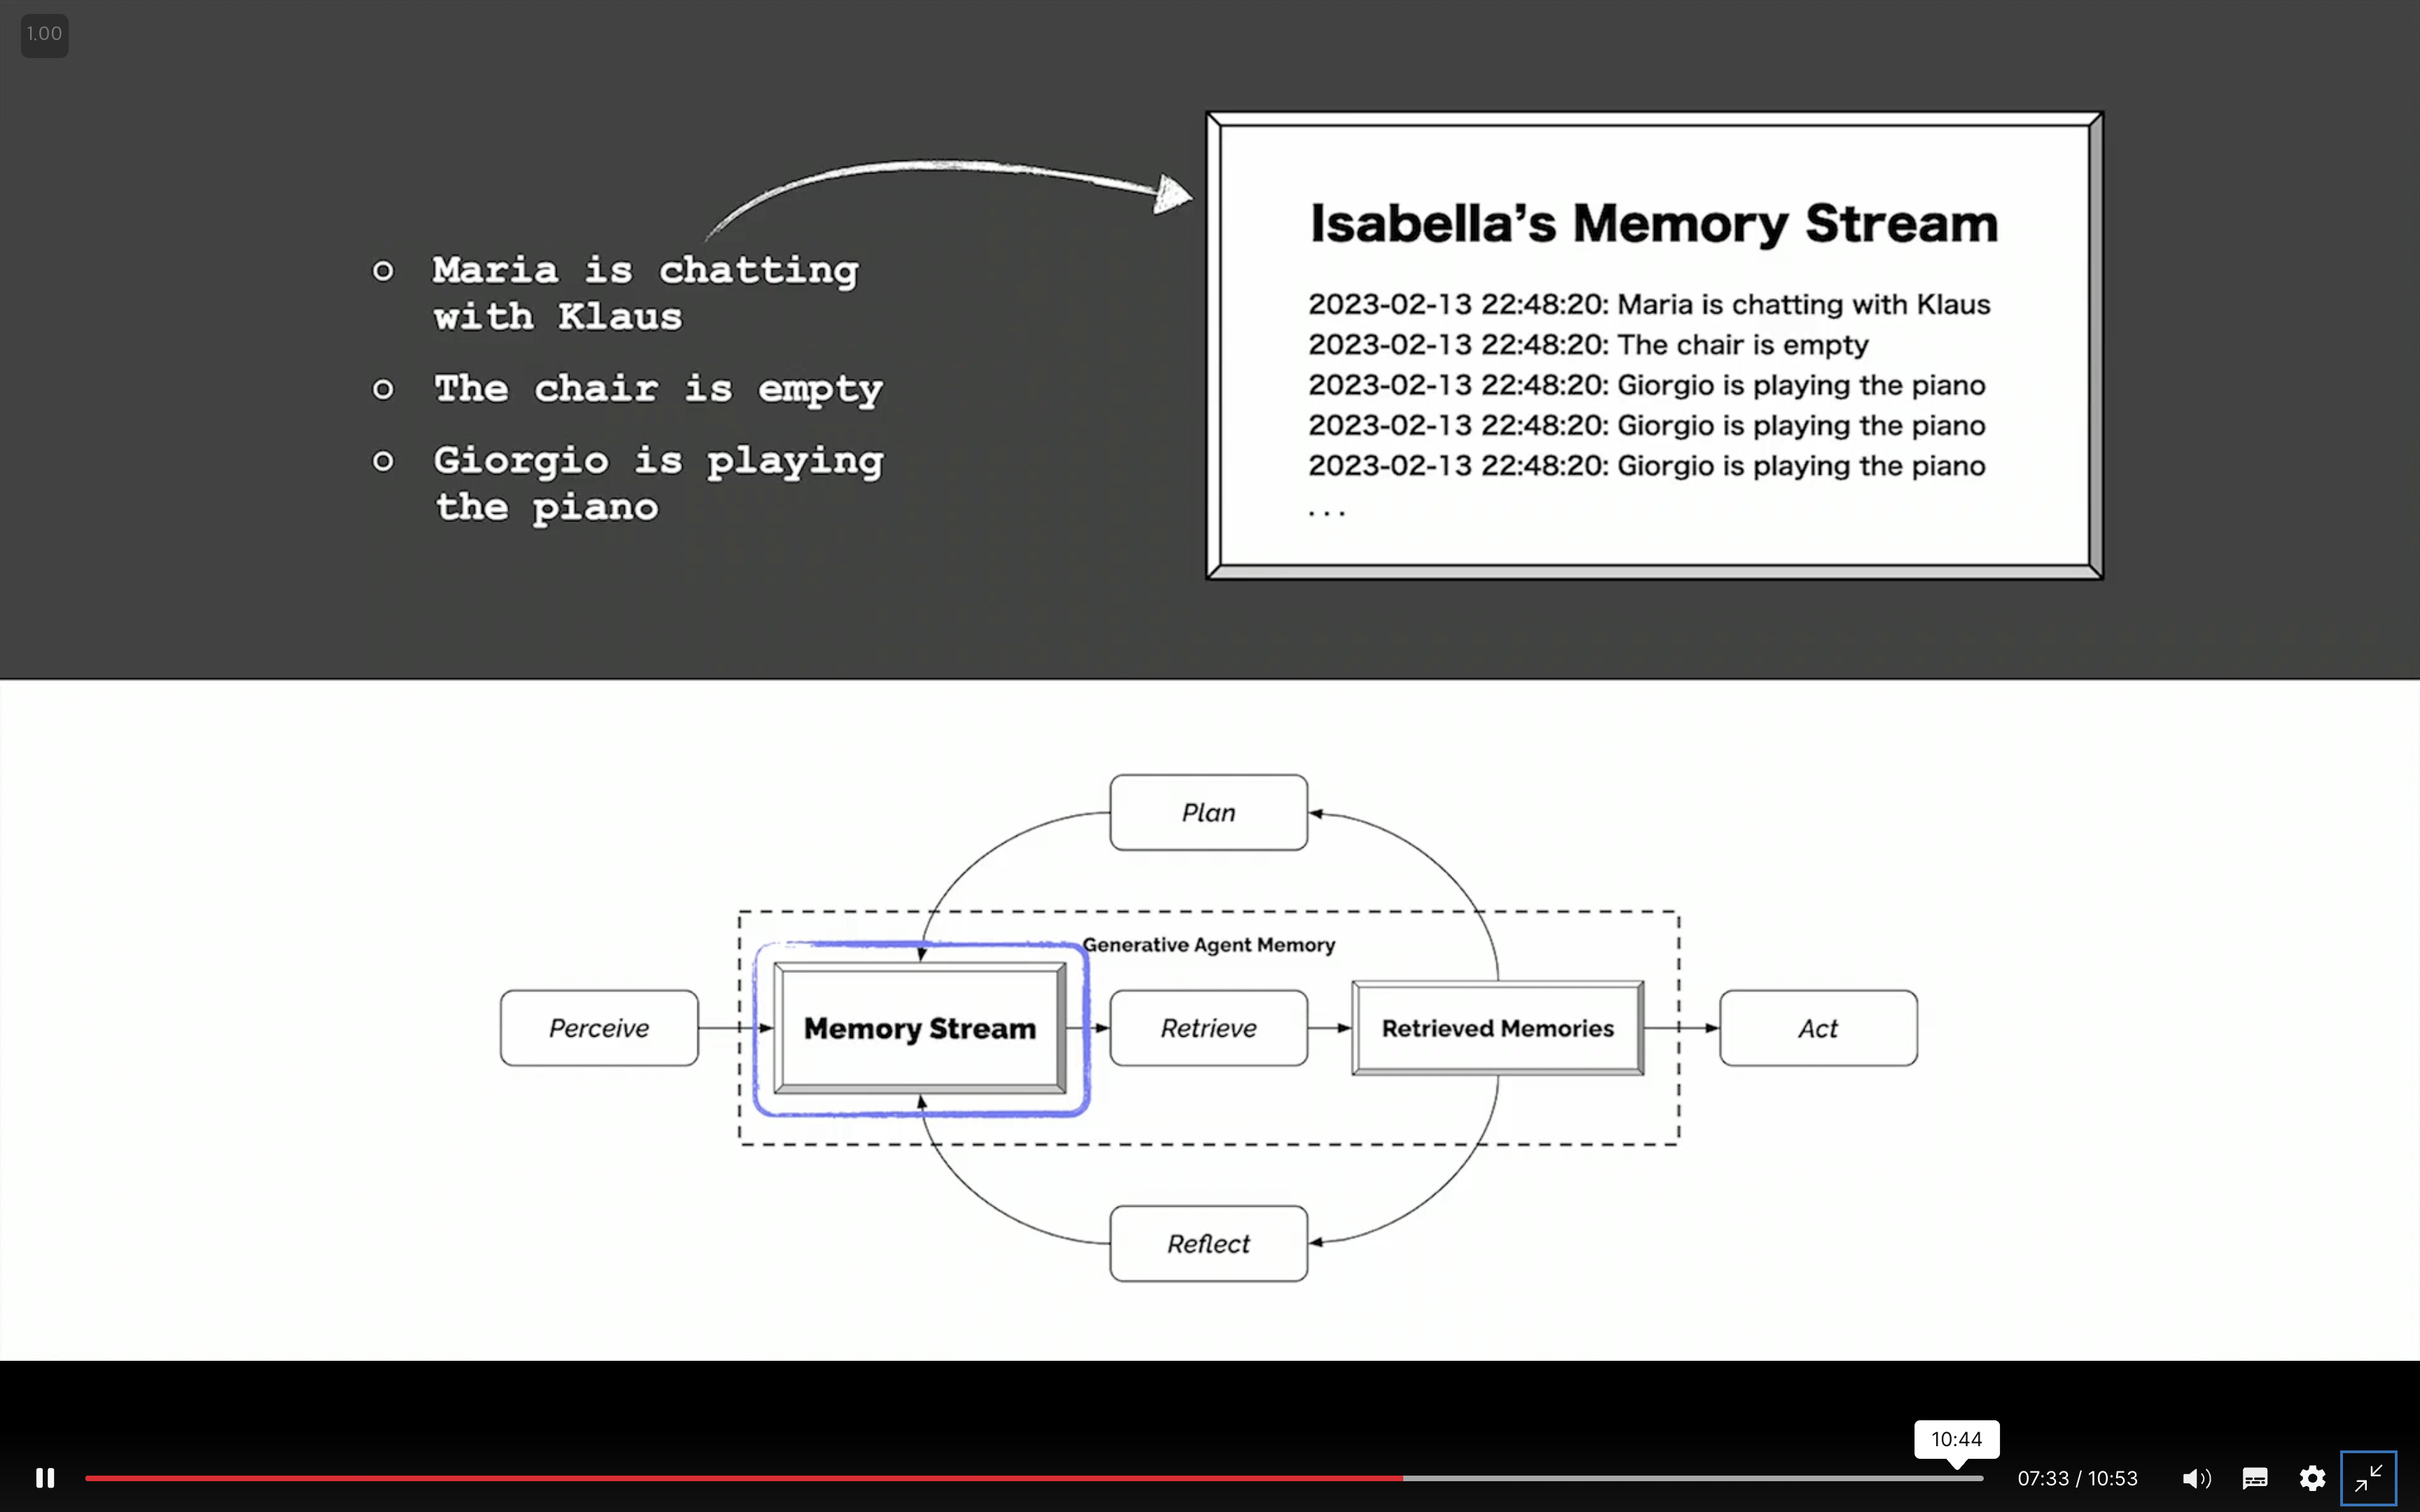 1.00
Maria is chatting
with Klaus
The chair is empty
Giorgio is playing
the piano
Isabella’s Memory Stream
2023-02-13 22:48:20: Maria is chatting with Klaus
2023-02-13 22:48:20: The chair is empty
2023-02-13 22:48:20: Giorgio is playing the piano
2023-02-13 22:48:20: Giorgio is playing the piano
2023-02-13 22:48:20: Giorgio is playing the piano
...
Plan
Generative Agent Memory
Perceive
Memory Stream
Retrieve
Retrieved Memories
Act
Reflect
10:44
07:33 / 10:53